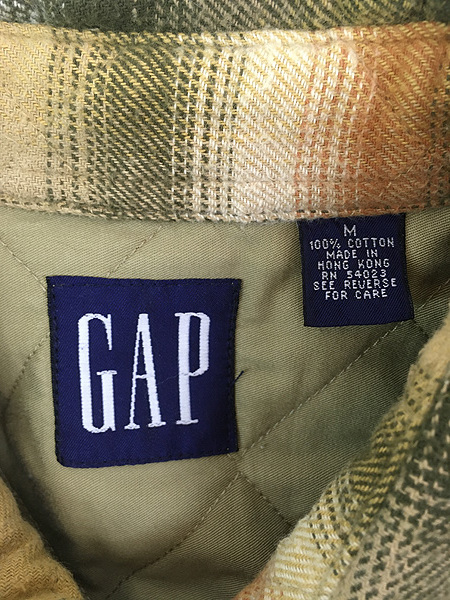 M
100% COTTON
MADE IN
HONG KONG
RN 54023
SEE REVERSE
FOR CARE
GAP